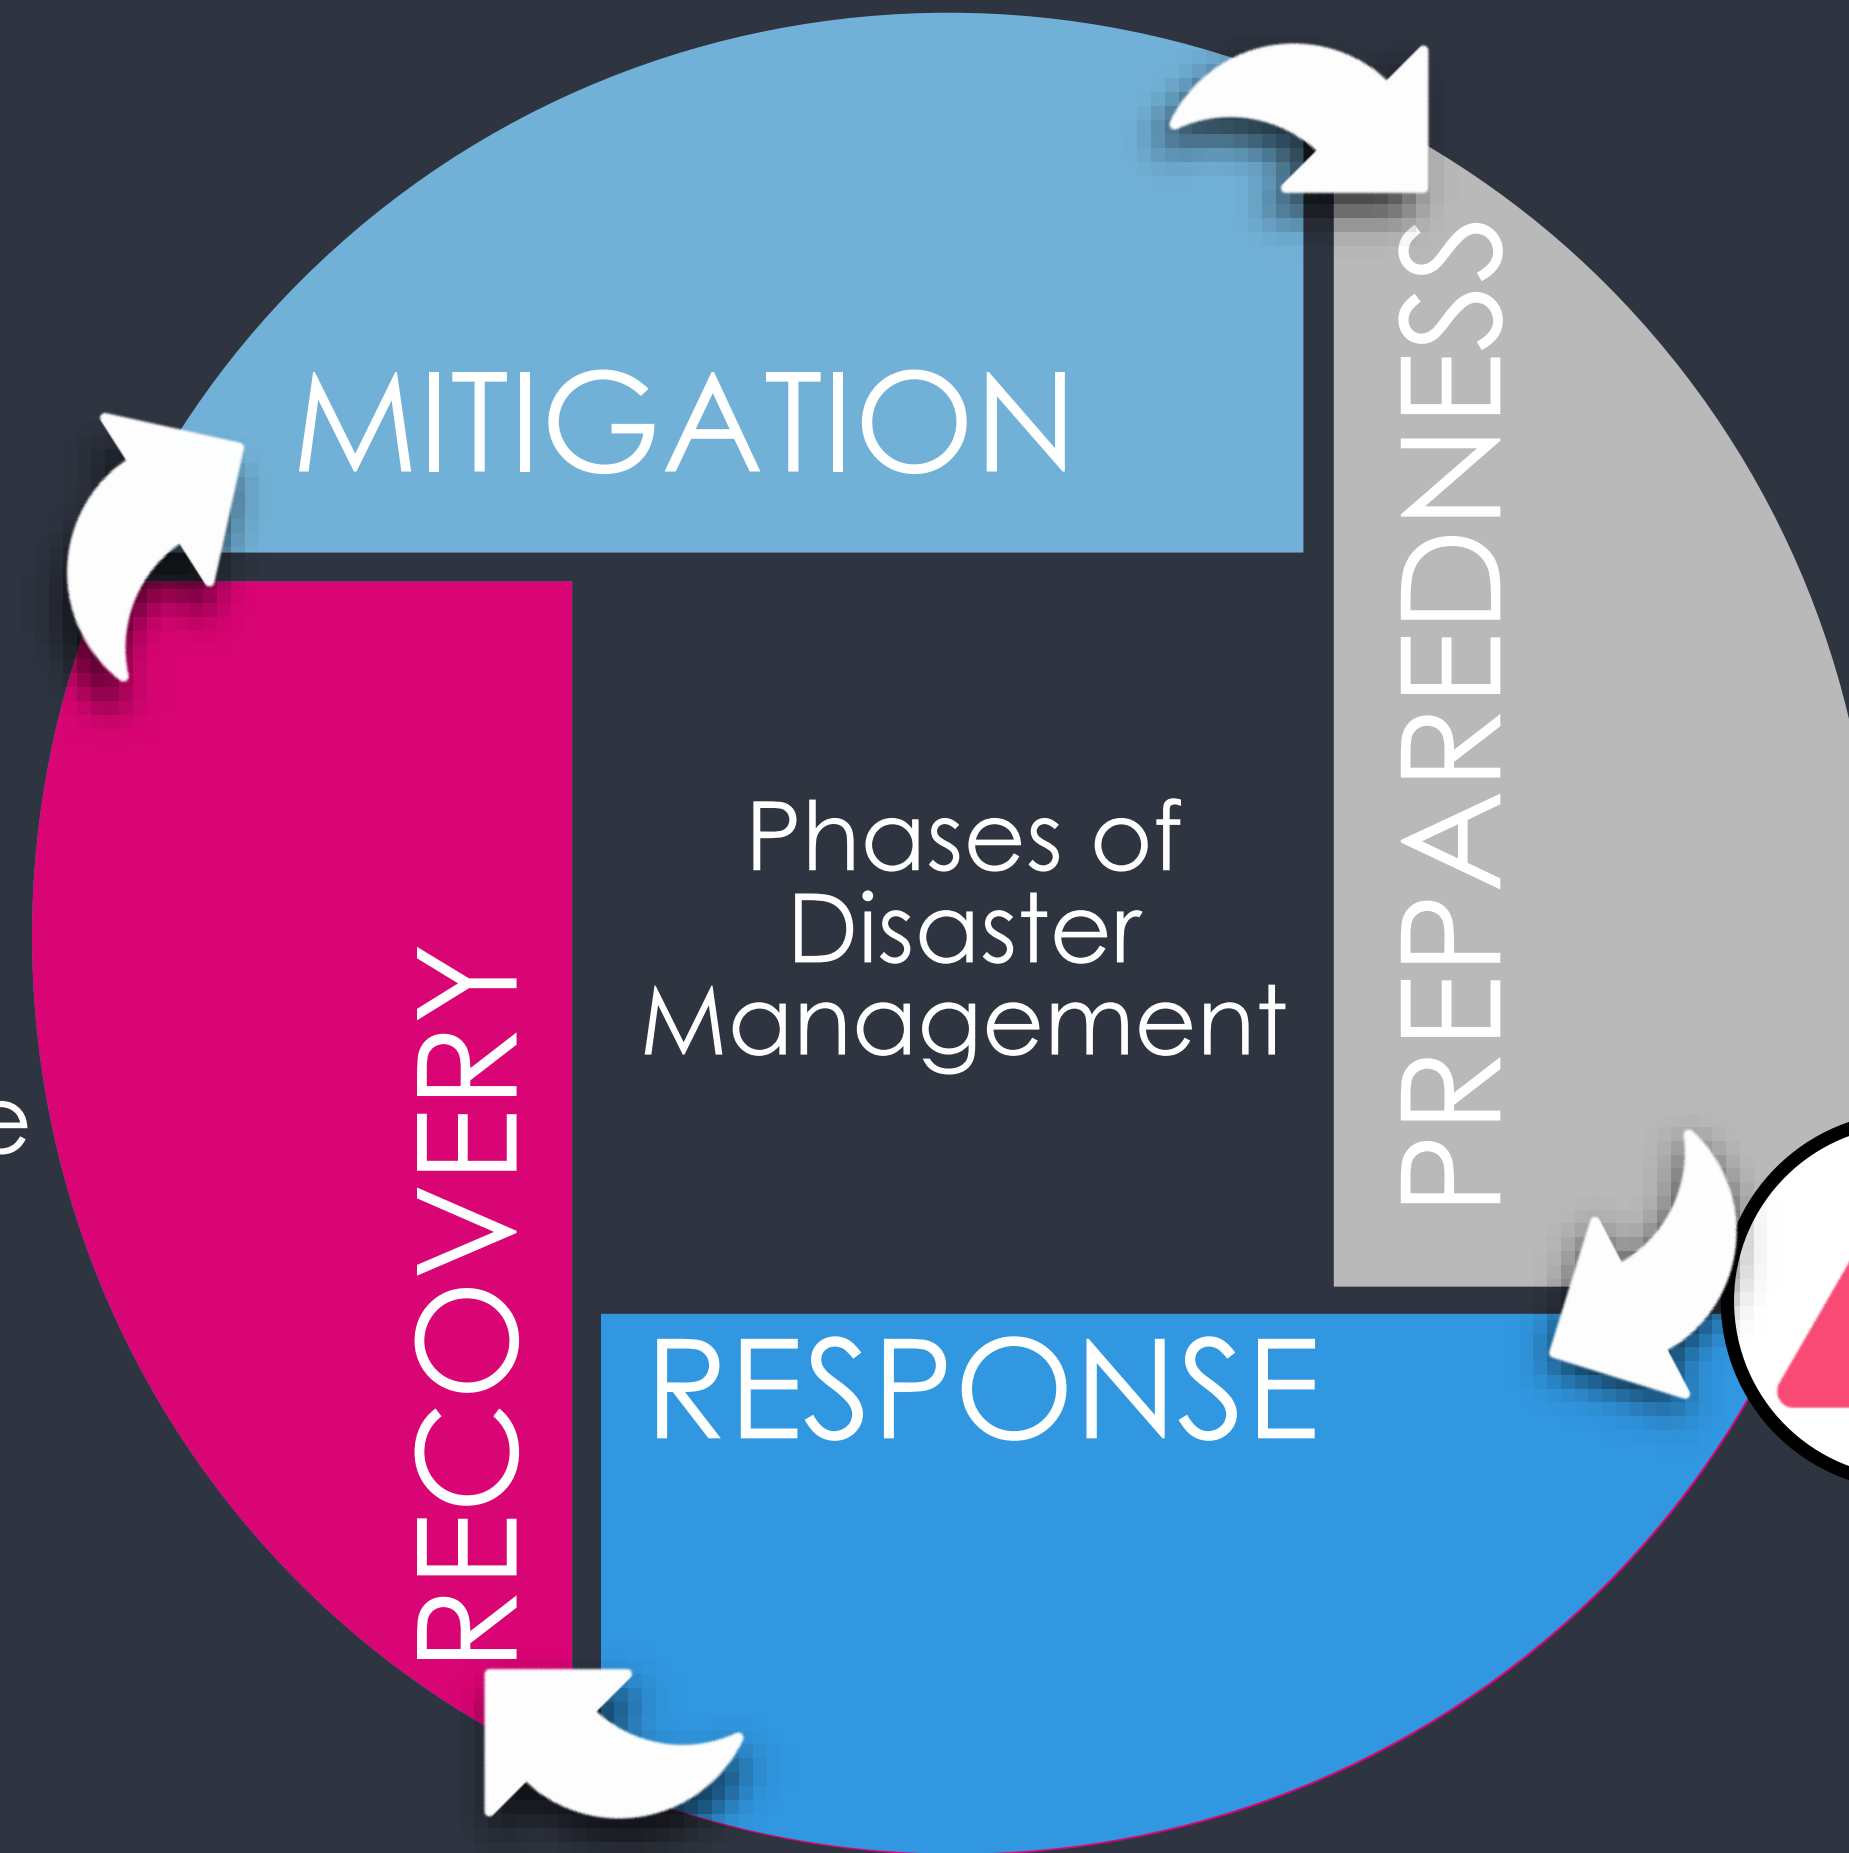 MITIGATION
PREPAREDNESS
Phases of
Disaster
Management
RECOVERY
e
RESPONSE